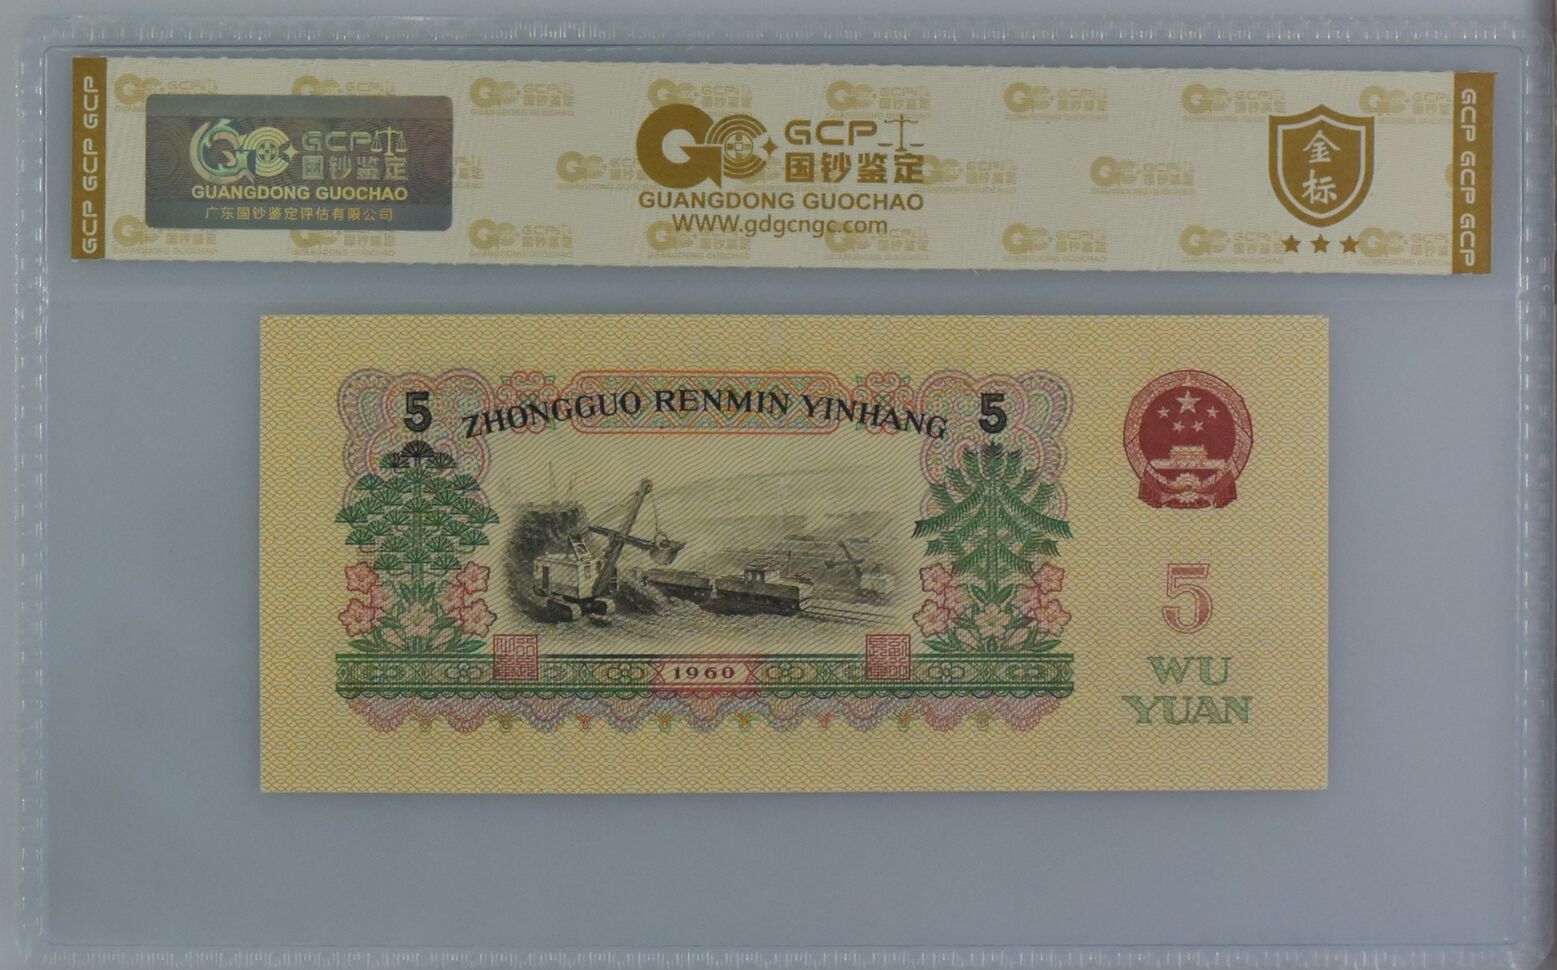 GCP GCP GCP
GCP
国钞鉴定
GUANGDONG GUOCHAO
广东国钞鉴定评估有限公司
GCP
国钞鉴定
GUANGDONG GUOCHAO
WWW.gdgcngc.com
金标
GCP GCP GCP
5 ZHONGGUO RENMIN YINHANG 5
1960
5
WU
YUAN